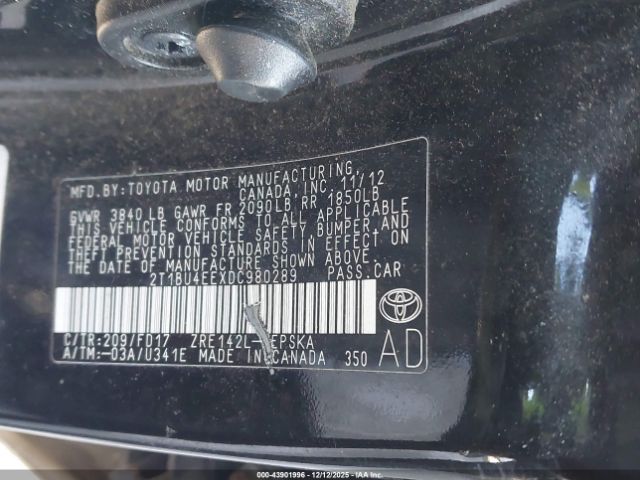 MFD.BY:TOYOTA MOTOR MANUFACTURING,
CANADA, INC. 11/12
GVWR 3840 LB GAWR FR 2090LB RR 1850LB
THIS VEHICLE CONFORMS TO ALL APPLICABLE
FEDERAL MOTOR VEHICLE SAFETY, BUMPER, AND
THEFT PREVENTION STANDARDS IN EFFECT ON
THE DATE OF MANUFACTURE SHOWN ABOVE.
2T1BU4EEXDC980289 PASS.CAR
C/TR:209/FD17 ZRE142L-EPSKA
A/TM:-03A/U341E MADE IN CANADA 350
AD
000-43901996 12/12/2025 IAAI.CA